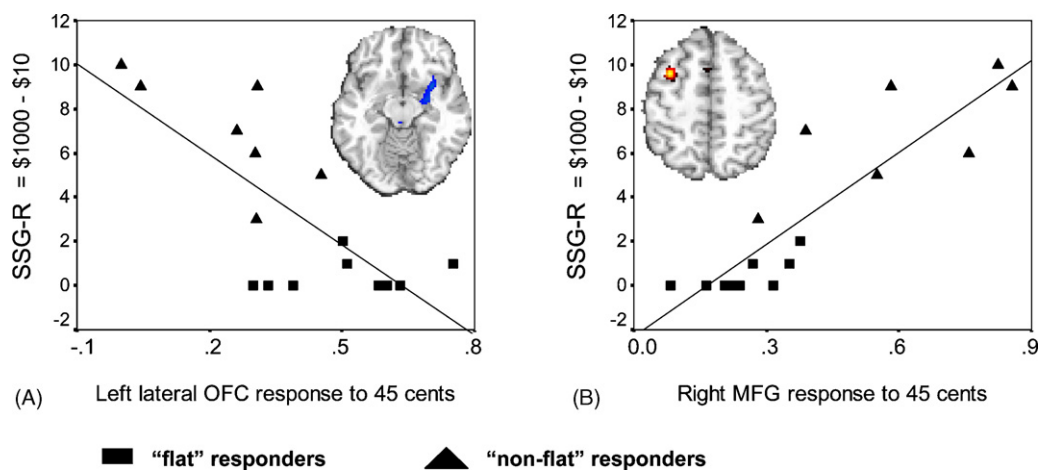 12
10
8
6
4
2
0
-2
SSG-R = $1000 - $10
-.1 .2 .5 .8
(A) Left lateral OFC response to 45 cents
12
10
8
6
4
2
0
-2
SSG-R = $1000 - $10
0.0 .3 .6 .9
(B) Right MFG response to 45 cents
“flat” responders “non-flat” responders